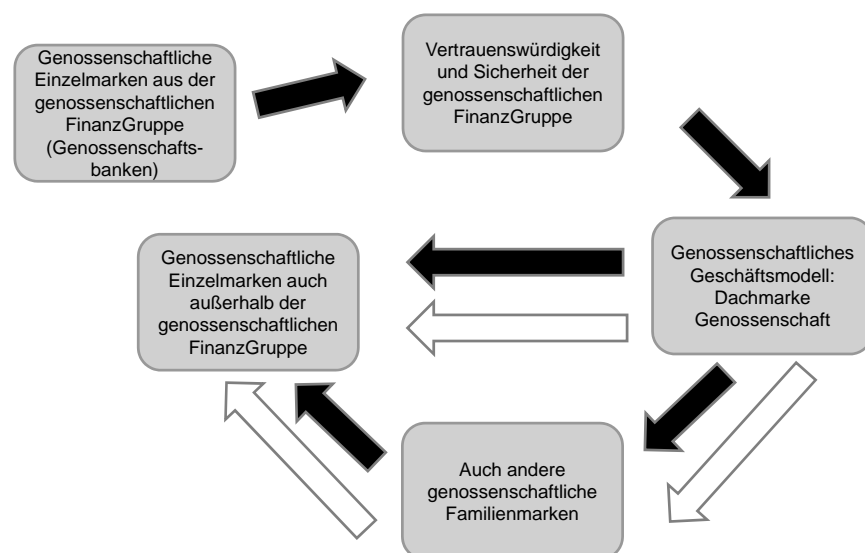 Genossenschaftliche
Einzelmarken aus der
genossenschaftlichen
FinanzGruppe
(Genossenschafts-
banken)
Vertrauenswürdigkeit
und Sicherheit der
genossenschaftlichen
FinanzGruppe
Genossenschaftliche
Einzelmarken auch
außerhalb der
genossenschaftlichen
FinanzGruppe
Genossenschaftliches
Geschäftsmodell:
Dachmarke
Genossenschaft
Auch andere
genossenschaftliche
Familienmarken